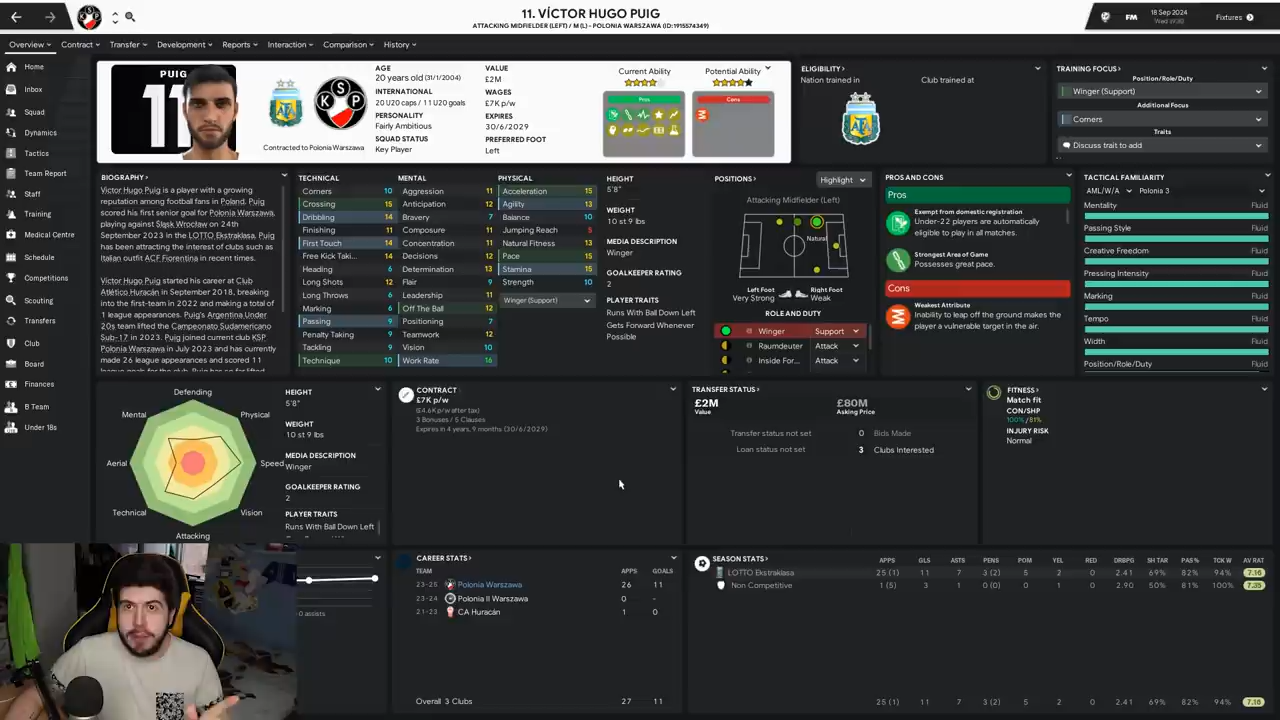 11. VÍCTOR HUGO PUIG
ATTACKING MIDFIELDER (LEFT) / M (L) - POLONIA WARSZAWA (ID:1915574349)
18 Sep 2024
Wed 09:30
FM
Fixtures
Overview
Contract
Transfer
Development
Reports
Interaction
Comparison
History
Home
Inbox
Squad
Dynamics
Tactics
Team Report
Staff
Training
Medical Centre
Schedule
Competitions
Scouting
Transfers
Club
Board
Finances
B Team
Under 18s
PUIG
11
Contracted to Polonia Warszawa
KSP
AGE
20 years old (31/1/2004)
INTERNATIONAL
20 U20 caps / 11 U20 goals
PERSONALITY
Fairly Ambitious
SQUAD STATUS
Key Player
VALUE
£2M
WAGES
£7K p/w
EXPIRES
30/6/2029
PREFERRED FOOT
Left
Current Ability
Pros
Potential Ability
Cons
ELIGIBILITY
Nation trained in
Club trained at
TRAINING FOCUS
Position/Role/Duty
Winger (Support)
Additional Focus
Corners
Traits
Discuss trait to add
BIOGRAPHY
Víctor Hugo Puig is a player with a growing
reputation among football fans in Poland. Puig
scored his first senior goal for Polonia Warszawa,
playing against Śląsk Wrocław on 24th
September 2023 in the LOTTO Ekstraklasa. Puig
has been attracting the interest of clubs such as
Italian outfit ACF Fiorentina in recent times.
Víctor Hugo Puig started his career at Club
Atlético Huracán in September 2018, breaking
into the first-team in 2022 and making a total of
1 league appearances. Puig's Argentina Under
20s team lifted the Campeonato Sudamericano
Sub-17 in 2023. Puig joined current club KSP
Polonia Warszawa in July 2023 and has currently
made 26 league appearances and scored 11
TECHNICAL
Corners 10
Crossing 15
Dribbling 14
Finishing 11
First Touch 14
Free Kick Taki... 14
Heading 6
Long Shots 12
Long Throws 6
Marking 6
Passing 9
Penalty Taking 9
Tackling 9
Technique 10
MENTAL
Aggression 11
Anticipation 12
Bravery 7
Composure 11
Concentration 11
Decisions 12
Determination 13
Flair 9
Leadership 11
Off The Ball 12
Positioning 7
Teamwork 12
Vision 10
Work Rate 16
PHYSICAL
Acceleration 15
Agility 13
Balance 10
Jumping Reach 5
Natural Fitness 13
Pace 15
Stamina 15
Strength 10
Winger (Support)
HEIGHT
5'8"
WEIGHT
10 st 9 lbs
MEDIA DESCRIPTION
Winger
GOALKEEPER RATING
2
PLAYER TRAITS
Runs With Ball Down Left
Gets Forward Whenever
Possible
POSITIONS
Highlight
Attacking Midfielder (Left)
Natural
Left Foot
Very Strong
Right Foot
Weak
ROLE AND DUTY
Winger Support
Raumdeuter Attack
Inside For... Attack
PROS AND CONS
Pros
Exempt from domestic registration
Under-22 players are automatically
eligible to play in all matches.
Strongest Area of Game
Possesses great pace.
Cons
Weakest Attribute
Inability to leap off the ground makes the
player a vulnerable target in the air.
TACTICAL FAMILIARITY
AML/W/A
Polonia 3
Mentality Fluid
Passing Style Fluid
Creative Freedom Fluid
Pressing Intensity Fluid
Marking Fluid
Tempo Fluid
Width Fluid
Position/Role/Duty Fluid
Defending
Physical
Speed
Vision
Attacking
Technical
Aerial
Mental
HEIGHT
5'8"
WEIGHT
10 st 9 lbs
MEDIA DESCRIPTION
Winger
GOALKEEPER RATING
2
PLAYER TRAITS
Runs With Ball Down Left
CONTRACT
£7K p/w
(£4.6K p/w after tax)
3 Bonuses / 5 Clauses
Expires in 4 years, 9 months (30/6/2029)
TRANSFER STATUS
£2M
Value
£80M
Asking Price
Transfer status not set
0 Bids Made
Loan status not set
3 Clubs Interested
FITNESS
Match fit
CON/SHP
100% / 81%
INJURY RISK
Normal
0 assists
CAREER STATS
TEAM APPS GOALS
23-25 Polonia Warszawa 26 11
23-24 Polonia II Warszawa 0 -
21-23 CA Huracán 1 0
Overall 3 Clubs 27 11
SEASON STATS
APPS GLS ASTS PENS POM YEL RED DRBPG SH TAR PAS% TCK W AV RAT
LOTTO Ekstraklasa 25 (1) 11 7 3 (2) 5 2 0 2.41 69% 82% 94% 7.16
Non Competitive 1 (5) 3 1 0 (0) 1 0 0 2.90 50% 81% 100% 7.35
25 (1) 11 7 3 (2) 5 2 0 2.41 69% 82% 94% 7.16